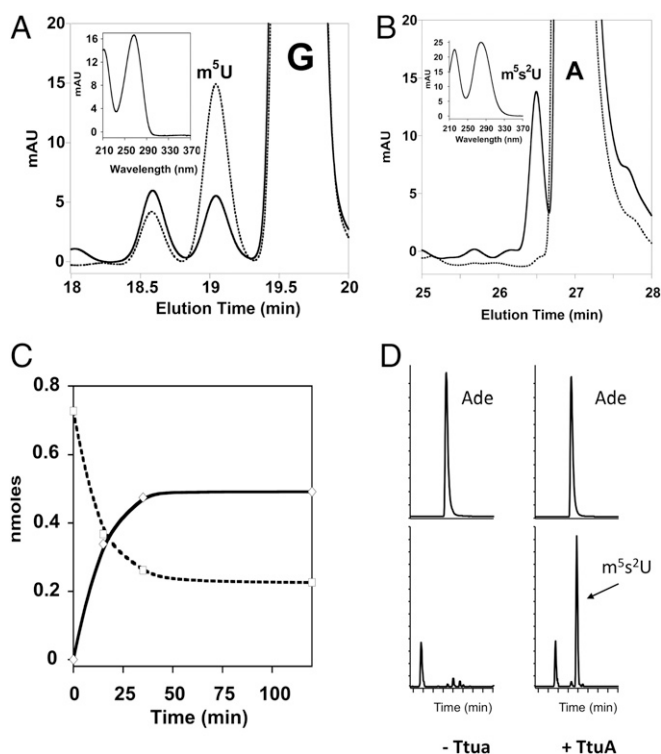 A
20
15
10
5
0
mAU
18
18.5
19
19.5
20
Elution Time (min)
m⁵U
G
16
12
8
4
0
mAU
210 250 290 330 370
Wavelength (nm)
B
20
15
10
5
0
mAU
25
26
27
28
Elution Time (min)
m⁵s²U
A
25
20
15
10
5
0
mAU
210 250 290 330 370
Wavelength (nm)
C
0.8
0.6
0.4
0.2
0
nmoles
0
25
50
75
100
Time (min)
D
Ade
Ade
m⁵s²U
Time (min)
Time (min)
- Ttua
+ TtuA